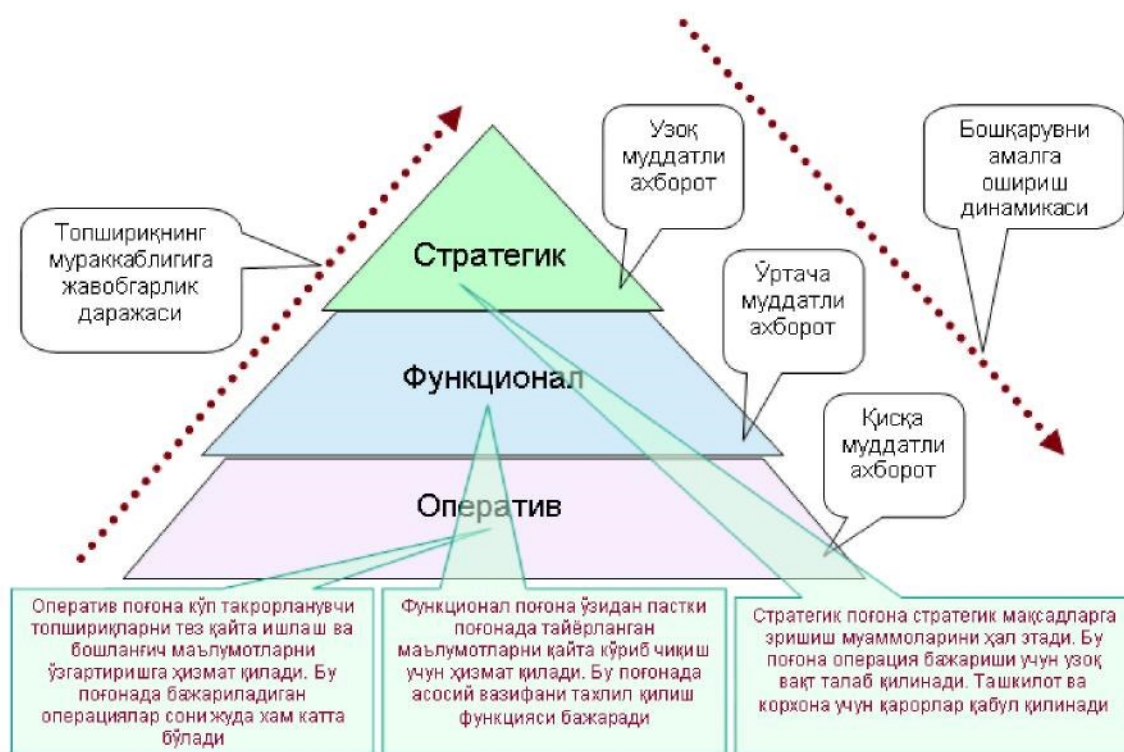 Узоқ
муддатли
ахборот
Бошқарувни
амалга
ошириш
динамикаси
Топшириқнинг
мураккаблигига
жавобгарлик
даражаси
Стратегик
Ўртача
муддатли
ахборот
Функционал
Қисқа
муддатли
ахборот
Оператив
Оператив поғона кўп такрорланувчи
топшириқларни тез қайта ишлаш ва
бошланғич маълумотларни
ўзгартиришга ҳизмат қилади. Бу
поғонада бажариладиган
операциялар сони жуда хам катта
бўлади
Функционал поғона ўзидан пастки
поғонада тайёрланган
маълумотларни қайта кўриб чиқиш
учун ҳизмат қилади. Бу поғонада
асосий вазифани тахлил қилиш
функцияси бажаради
Стратегик поғона стратегик мақсадларга
эришиш муаммоларини ҳал этади. Бу
поғона операция бажариши учун узоқ
вақт талаб қилинади. Ташкилот ва
корхона учун қарорлар қабул қилинади